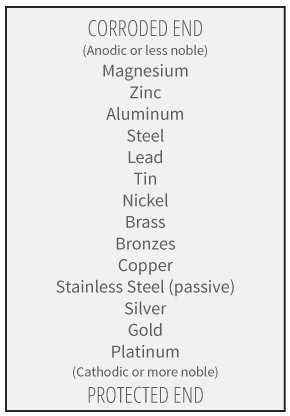 CORRODED END
(Anodic or less noble)
Magnesium
Zinc
Aluminum
Steel
Lead
Tin
Nickel
Brass
Bronzes
Copper
Stainless Steel (passive)
Silver
Gold
Platinum
(Cathodic or more noble)
PROTECTED END